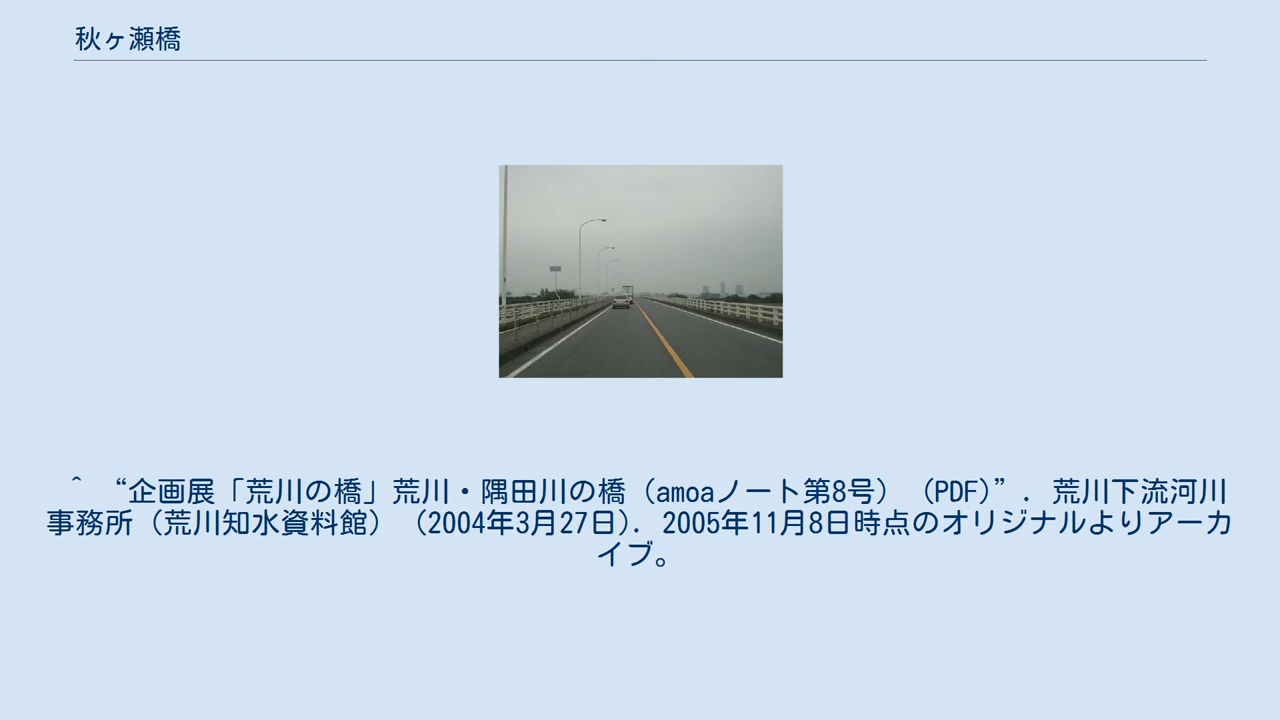 秋ヶ瀬橋
^ “企画展「荒川の橋」荒川・隅田川の橋（amoaノート第8号）（PDF）”. 荒川下流河川
事務所（荒川知水資料館）（2004年3月27日）. 2005年11月8日時点のオリジナルよりアーカ
イブ。